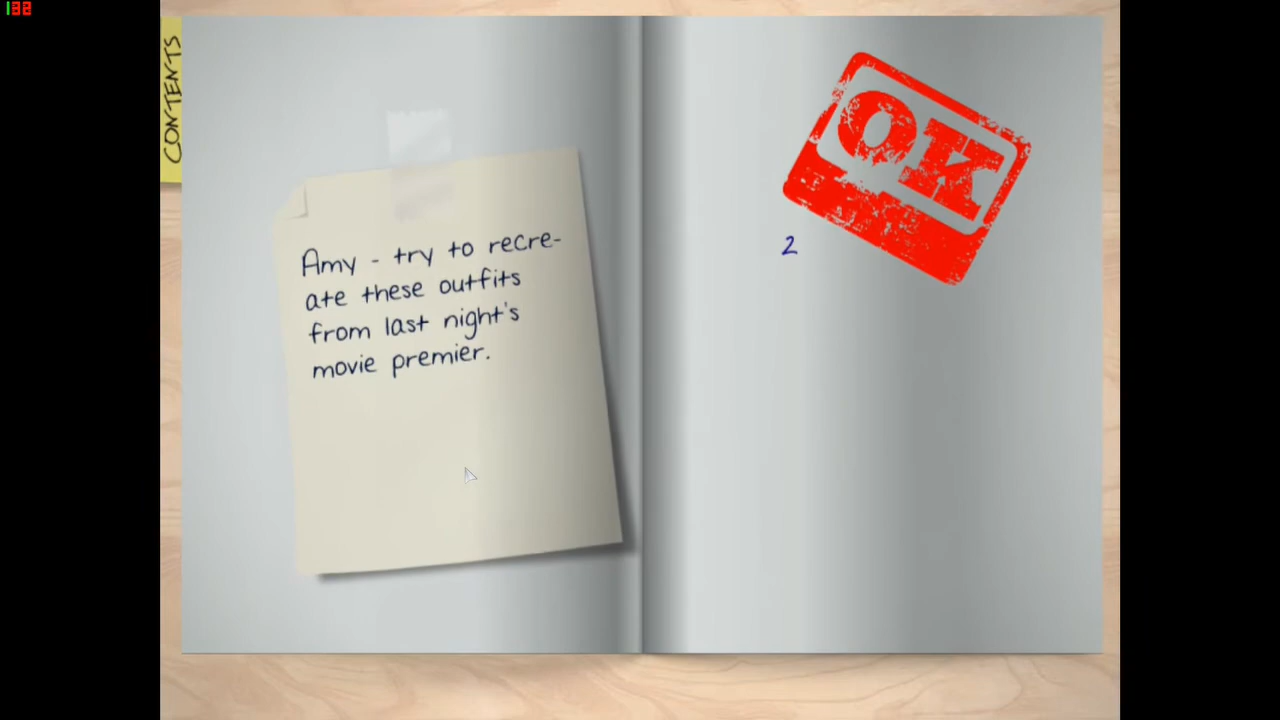 132
CONTENTS
Amy - try to recre-
ate these outfits
from last night's
movie premier.
OK
2